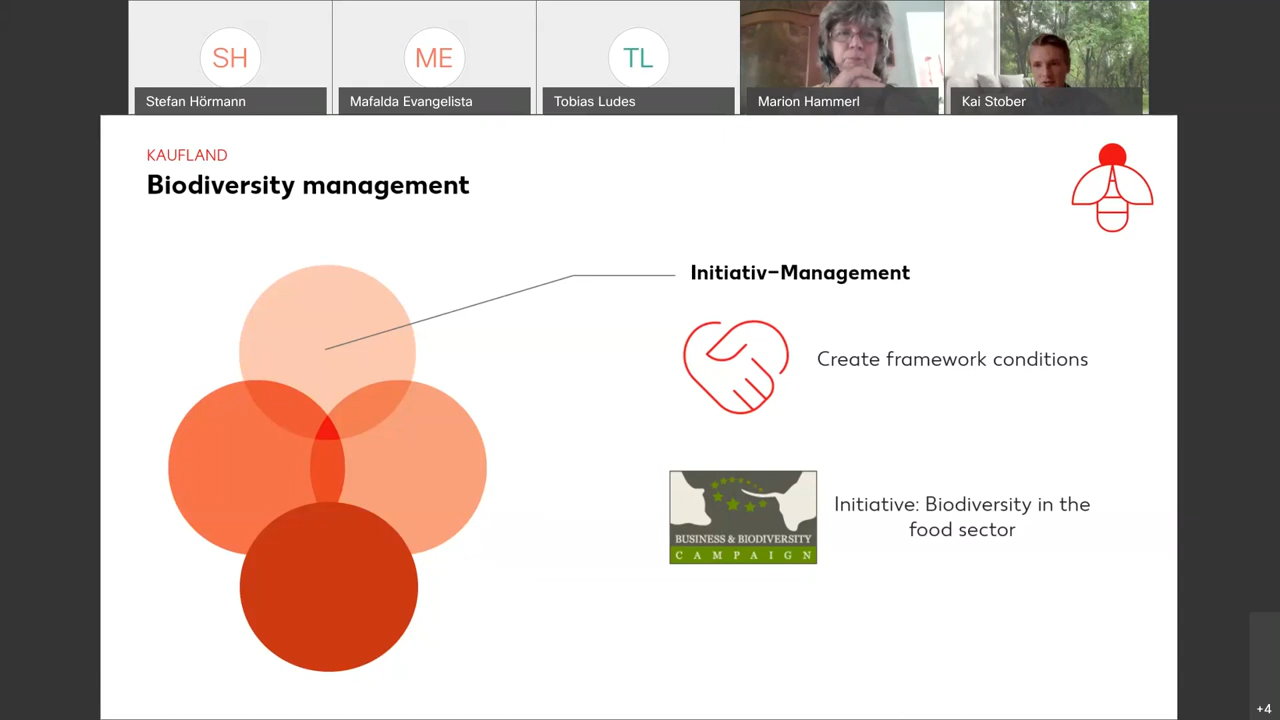 SH
ME
TL
Stefan Hörmann
Mafalda Evangelista
Tobias Ludes
Marion Hammerl
Kai Stober
KAUFLAND
Biodiversity management
Initiativ-Management
Create framework conditions
BUSINESS & BIODIVERSITY
CAMPAIGN
Initiative: Biodiversity in the
food sector
+4